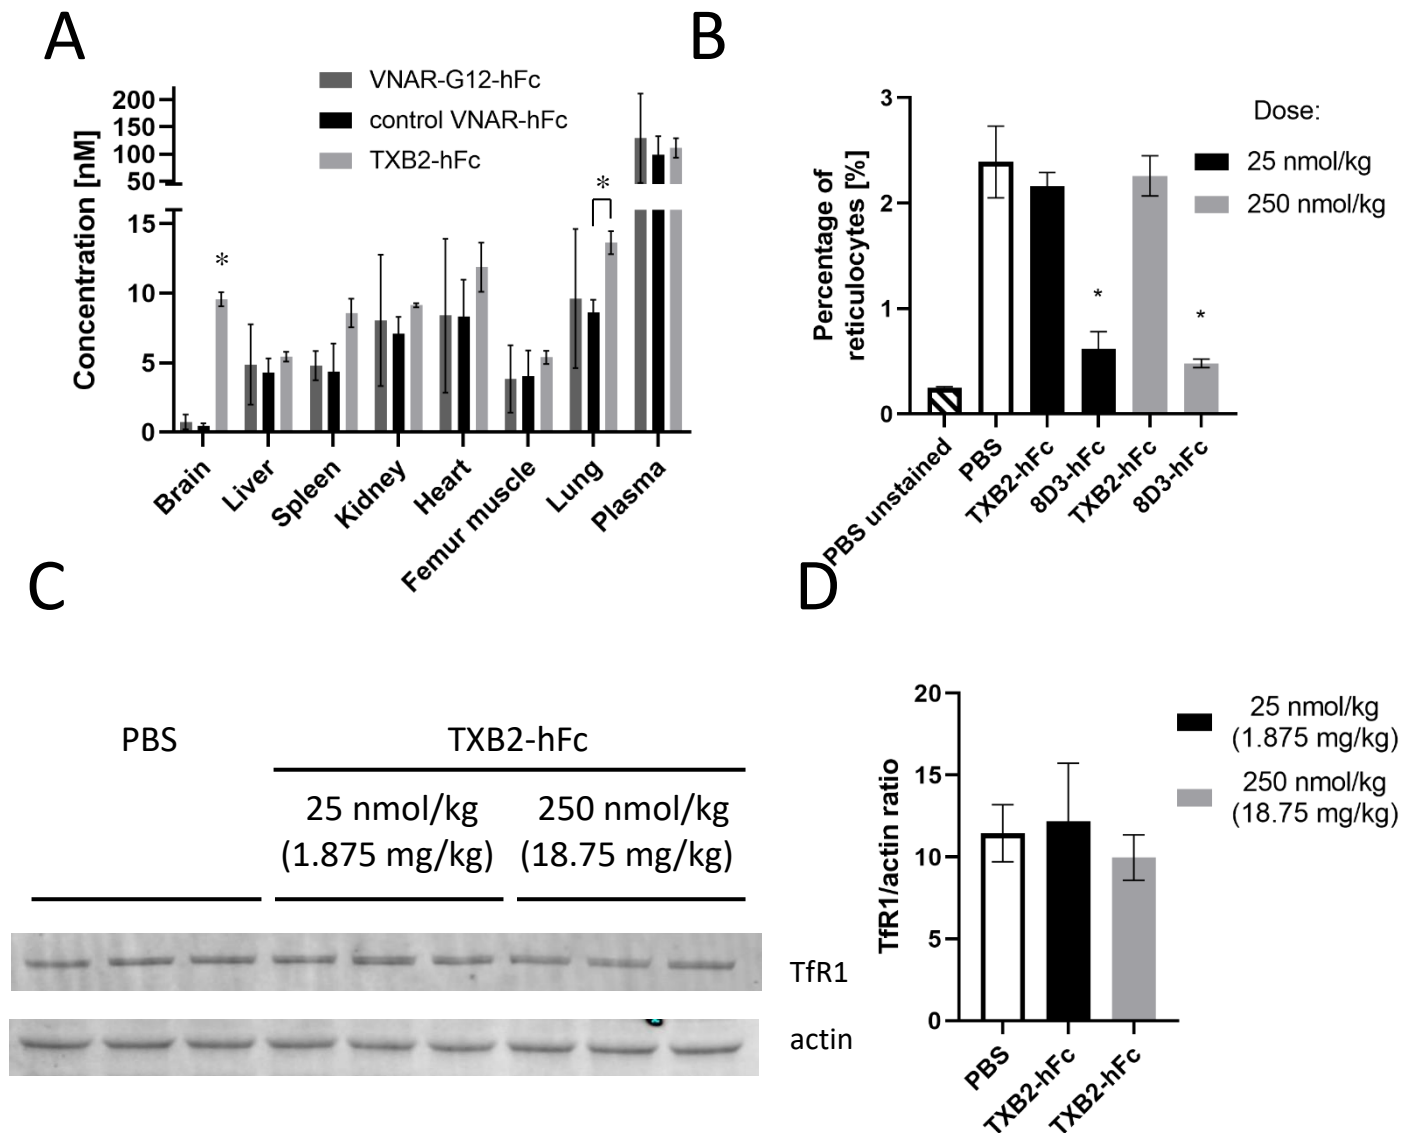 A
VNAR-G12-hFc
control VNAR-hFc
TXB2-hFc
Concentration [nM]
200
150
100
50
15
10
5
0
*
*
Brain
Liver
Spleen
Kidney
Heart
Femur muscle
Lung
Plasma
B
Dose:
25 nmol/kg
250 nmol/kg
Percentage of
reticulocytes [%]
3
2
1
0
*
*
PBS unstained
PBS
TXB2-hFc
8D3-hFc
TXB2-hFc
8D3-hFc
C
PBS
TXB2-hFc
25 nmol/kg
(1.875 mg/kg)
250 nmol/kg
(18.75 mg/kg)
TfR1
actin
D
25 nmol/kg
(1.875 mg/kg)
250 nmol/kg
(18.75 mg/kg)
TfR1/actin ratio
20
15
10
5
0
PBS
TXB2-hFc
TXB2-hFc